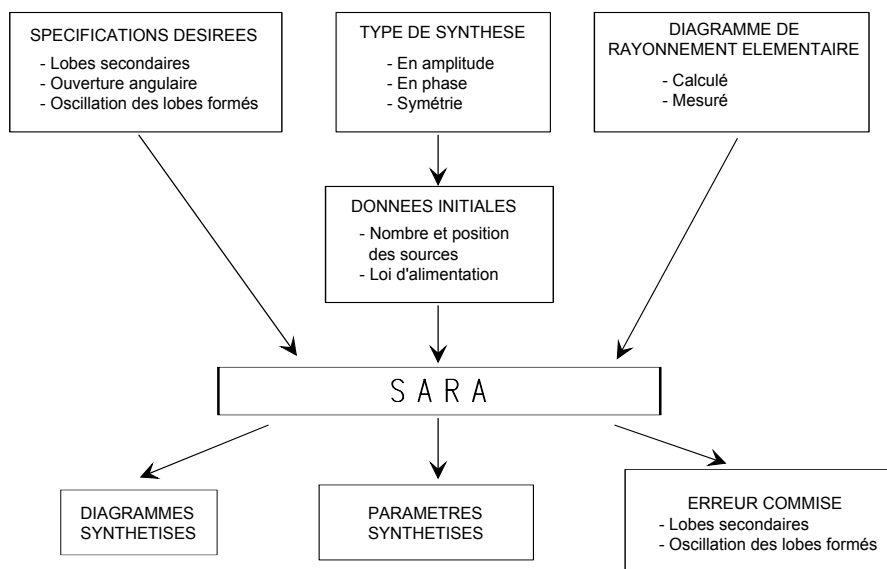 SPECIFICATIONS DESIREES
- Lobes secondaires
- Ouverture angulaire
- Oscillation des lobes formés
TYPE DE SYNTHESE
- En amplitude
- En phase
- Symétrie
DIAGRAMME DE
RAYONNEMENT ELEMENTAIRE
- Calculé
- Mesuré
DONNEES INITIALES
- Nombre et position
des sources
- Loi d'alimentation
SARA
DIAGRAMMES
SYNTHETISES
PARAMETRES
SYNTHETISES
ERREUR COMMISE
- Lobes secondaires
- Oscillation des lobes formés